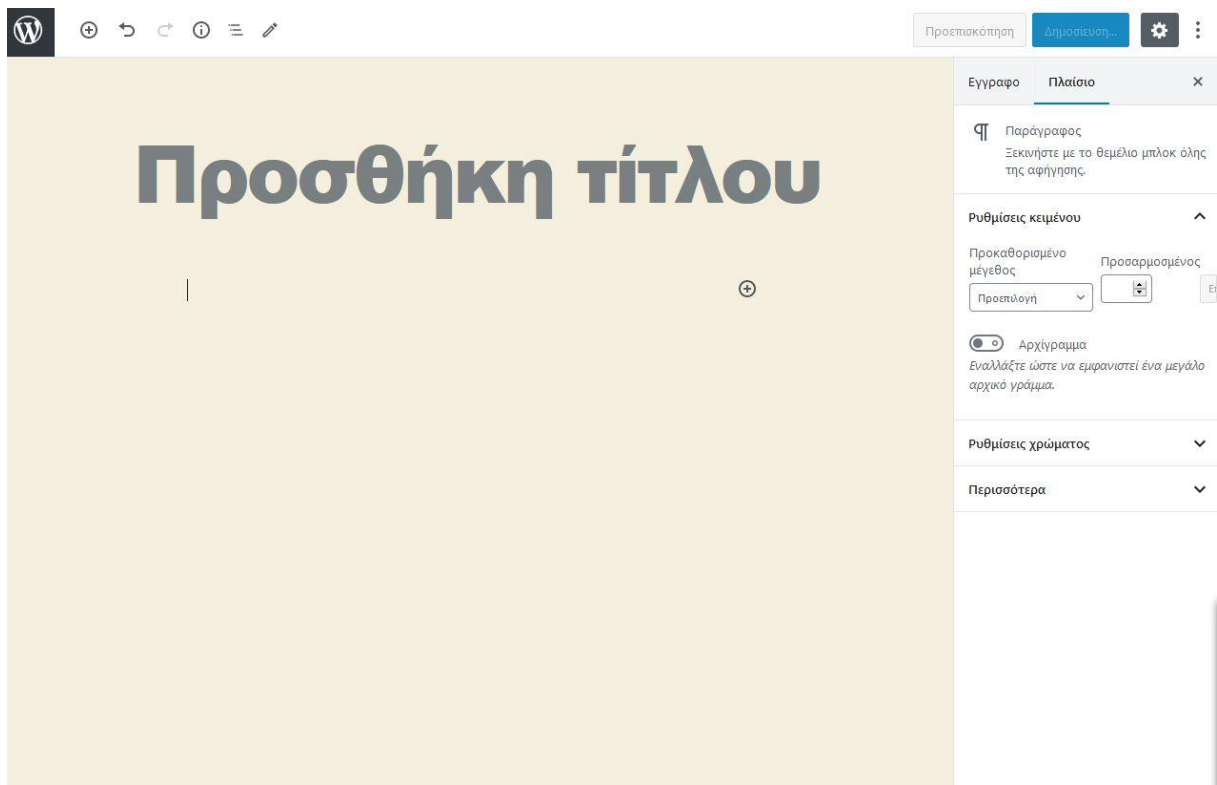 Προεπισκόπηση Δημοσίευση...
Εγγραφο Πλαίσιο
Προσθήκη τίτλου
Παράγραφος
Ξεκινήστε με το θεμέλιο μπλοκ όλης
της αφήγησης.
Ρυθμίσεις κειμένου
Προκαθορισμένο
μέγεθος
Προσαρμοσμένος
Προεπιλογή
Αρχίγραμμα
Εναλλάξτε ώστε να εμφανιστεί ένα μεγάλο
αρχικό γράμμα.
Ρυθμίσεις χρώματος
Περισσότερα